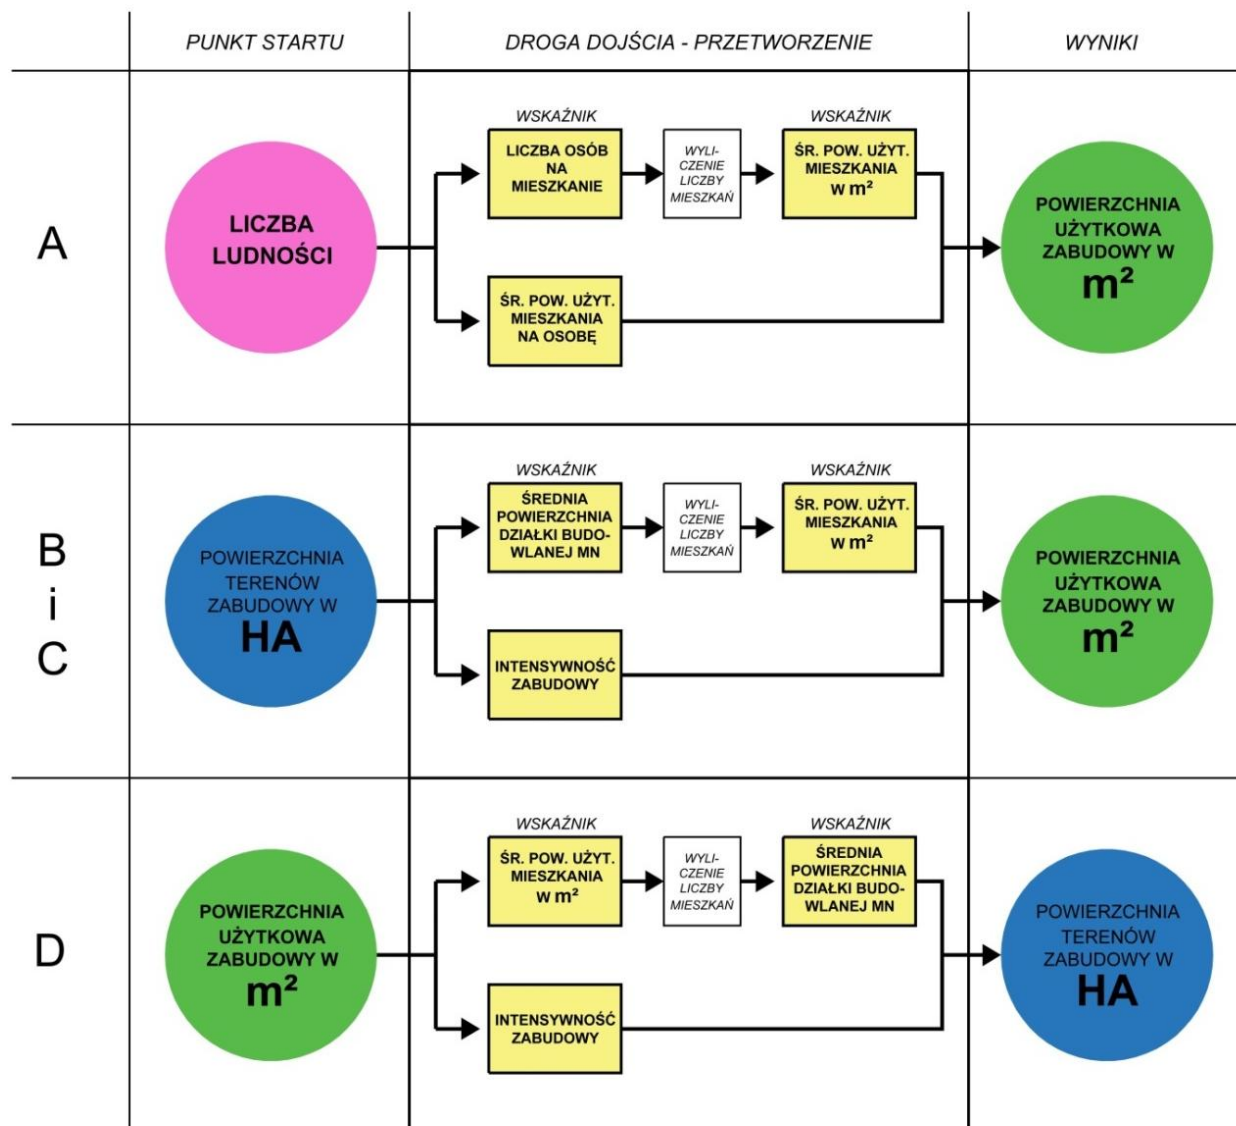 PUNKT STARTU
DROGA DOJŚCIA - PRZETWORZENIE
WYNIKI
A
LICZBA
LUDNOŚCI
WSKAŹNIK
LICZBA OSÓB
NA
MIESZKANIE
WYLI-
CZENIE
LICZBY
MIESZKAŃ
WSKAŹNIK
ŚR. POW. UŻYT.
MIESZKANIA
W m²
ŚR. POW. UŻYT.
MIESZKANIA
NA OSOBĘ
POWIERZCHNIA
UŻYTKOWA
ZABUDOWY W
m²
B
i
C
POWIERZCHNIA
TERENÓW
ZABUDOWY W
HA
WSKAŹNIK
ŚREDNIA
POWIERZCHNIA
DZIAŁKI BUDO-
WLANEJ MN
WYLI-
CZENIE
LICZBY
MIESZKAŃ
WSKAŹNIK
ŚR. POW. UŻYT.
MIESZKANIA
W m²
INTENSYWNOŚĆ
ZABUDOWY
POWIERZCHNIA
UŻYTKOWA
ZABUDOWY W
m²
D
POWIERZCHNIA
UŻYTKOWA
ZABUDOWY W
m²
WSKAŹNIK
ŚR. POW. UŻYT.
MIESZKANIA
W m²
WYLI-
CZENIE
LICZBY
MIESZKAŃ
WSKAŹNIK
ŚREDNIA
POWIERZCHNIA
DZIAŁKI BUDO-
WLANEJ MN
INTENSYWNOŚĆ
ZABUDOWY
POWIERZCHNIA
TERENÓW
ZABUDOWY W
HA